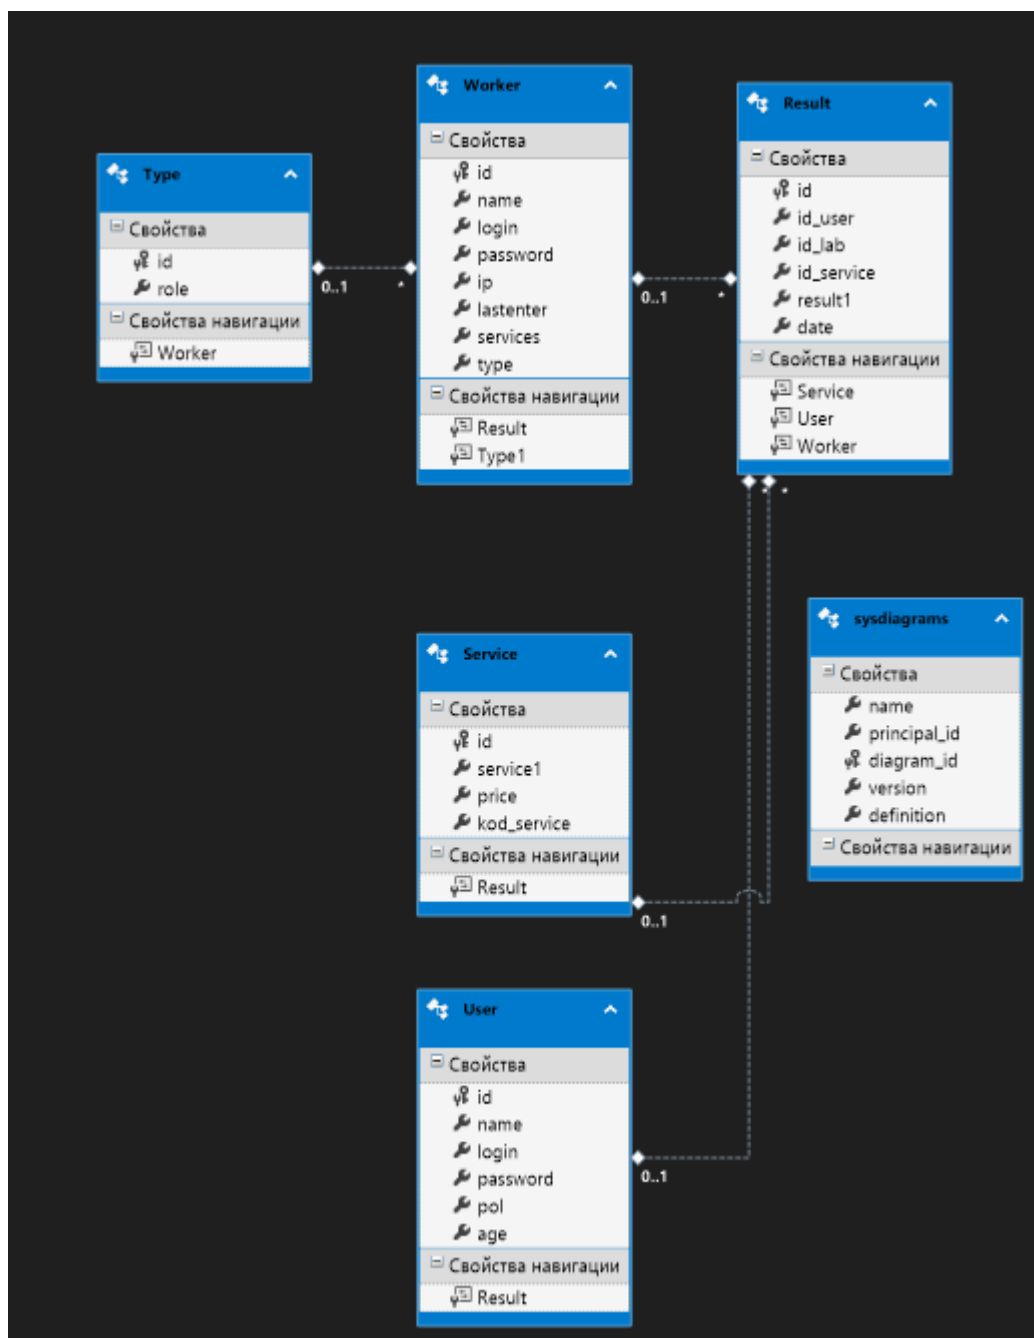 Type
Свойства
id
role
Свойства навигации
Worker
0..1
*
Worker
Свойства
id
name
login
password
ip
lastenter
services
type
Свойства навигации
Result
Type1
0..1
*
Result
Свойства
id
id_user
id_lab
id_service
result1
date
Свойства навигации
Service
User
Worker
* *
Service
Свойства
id
service1
price
kod_service
Свойства навигации
Result
0..1
sysdiagrams
Свойства
name
principal_id
diagram_id
version
definition
Свойства навигации
User
Свойства
id
name
login
password
pol
age
Свойства навигации
Result
0..1